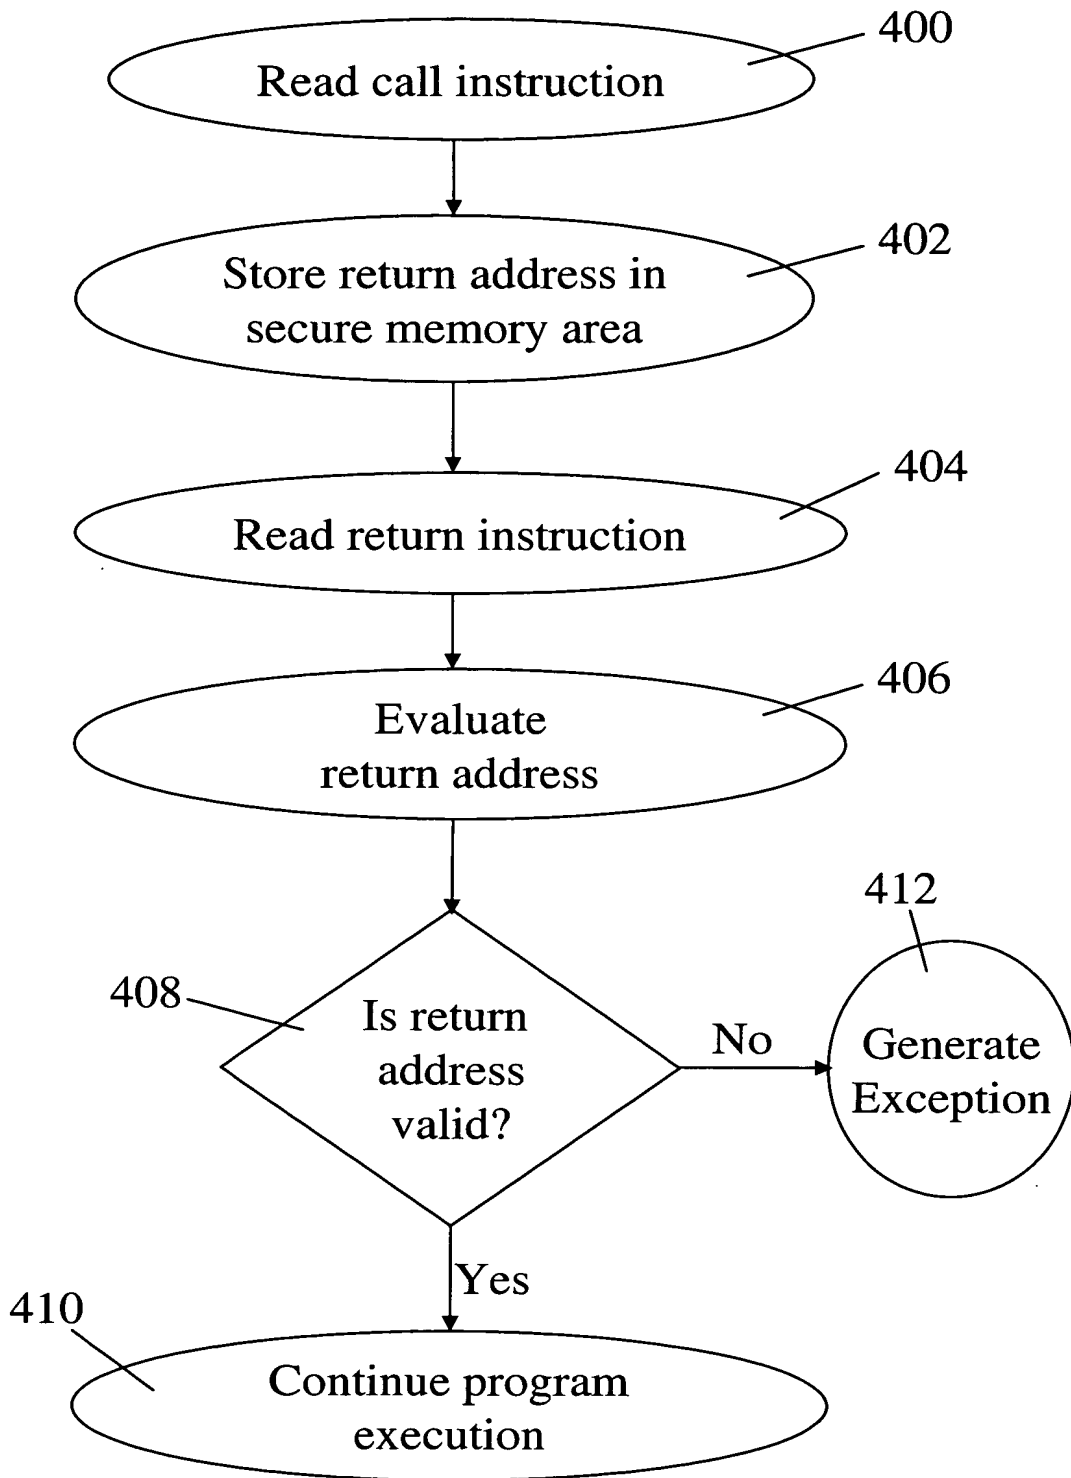 400
Read call instruction
402
Store return address in
secure memory area
404
Read return instruction
406
Evaluate
return address
412
408
Is return
address
valid?
No
Generate
Exception
Yes
410
Continue program
execution